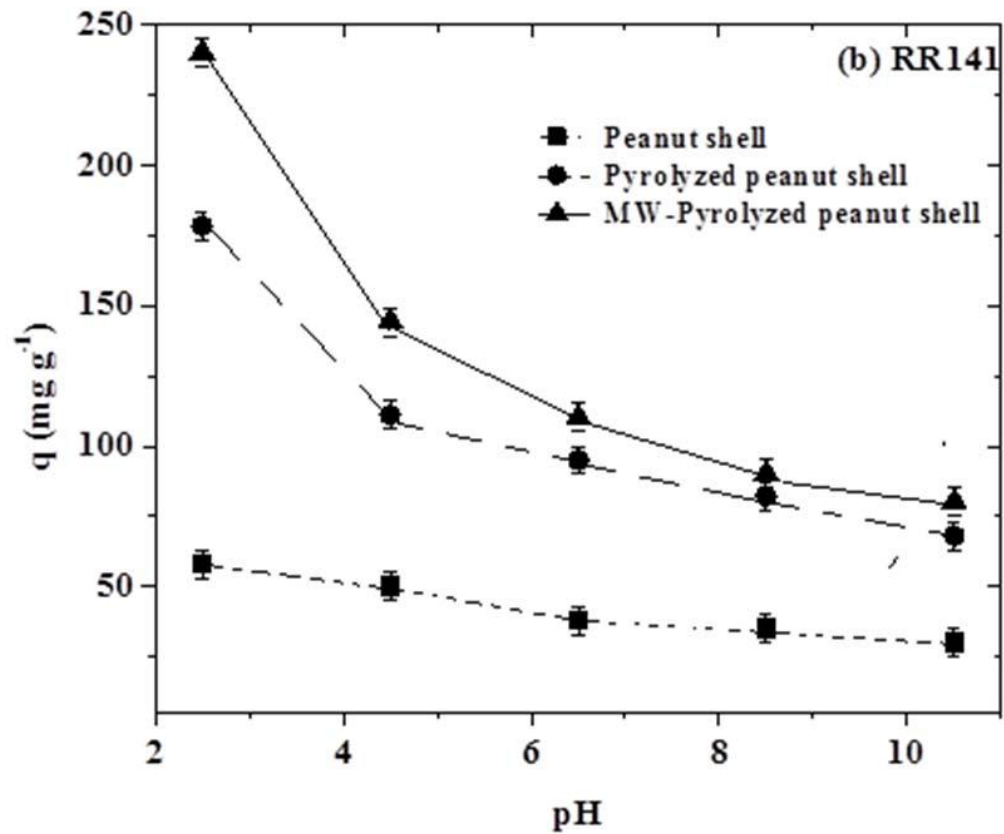 250
200
150
100
50
q (mg g⁻¹)
(b) RR141
Peanut shell
Pyrolyzed peanut shell
MW-Pyrolyzed peanut shell
2 4 6 8 10
pH